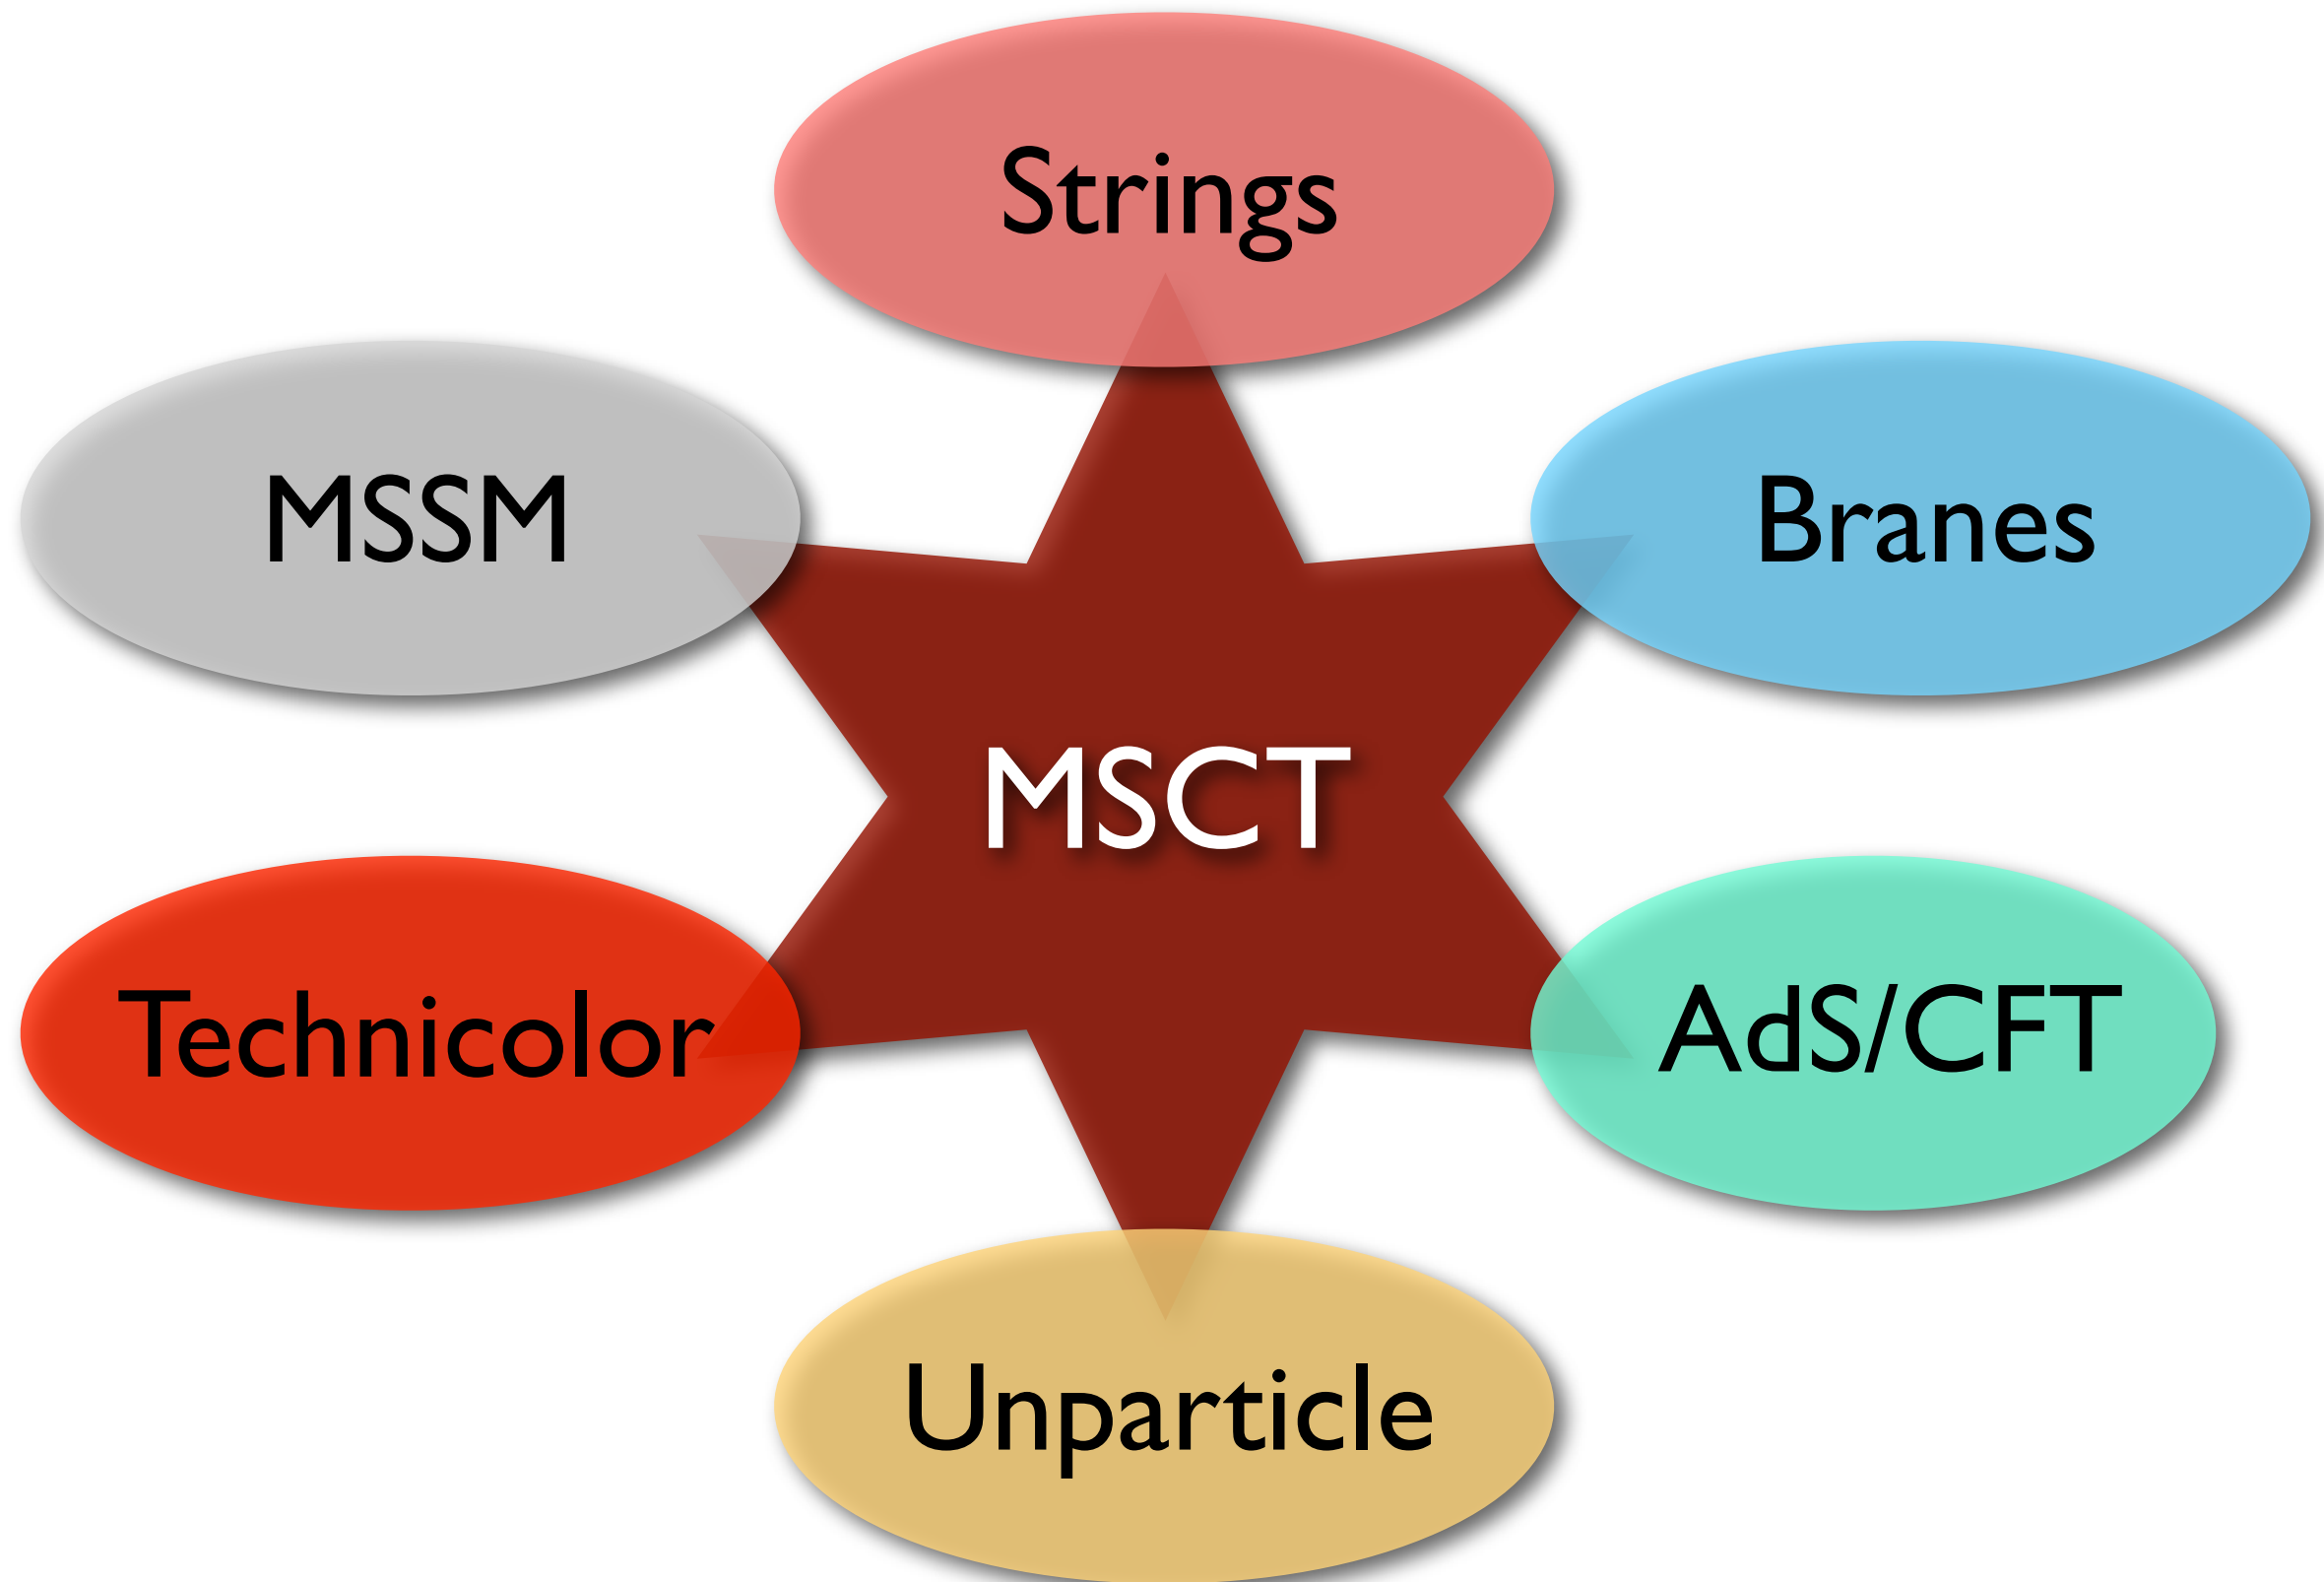 Strings
MSSM
Branes
MSCT
Technicolor
AdS/CFT
Unparticle